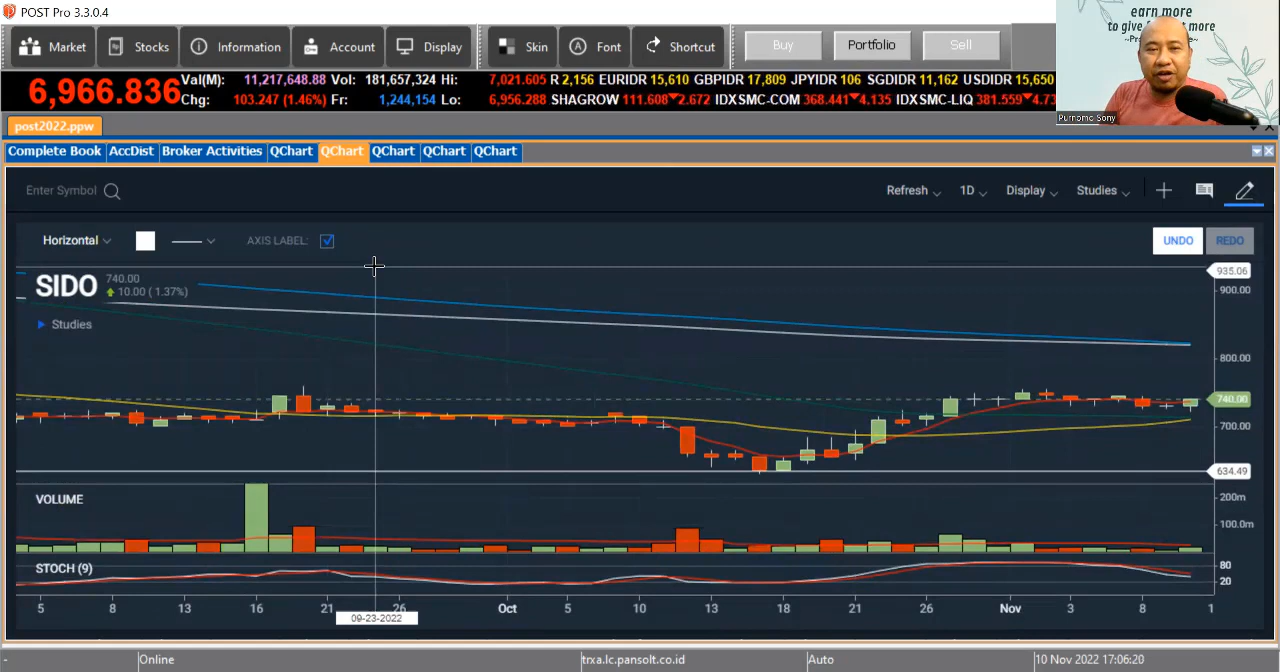 POST Pro 3.3.0.4
Market Stocks Information Account Display Skin Font Shortcut Buy Portfolio Sell
earn more
more
Purnomo Sony
6,966.836
Val(M): 11,217,648.88 Vol: 181,657,324 Hi: 7,021.605 R 2,156 EURIDR 15,610 GBPIDR 17,809 JPYIDR 106 SGDIDR 11,162 USDIDR 15,650
Chg: 103.247 (1.46%) Fr: 1,244,154 Lo: 6,956.288 SHAGROW 111.608 2.672 IDXSMC-COM 368.441 4.135 IDXSMC-LIQ 381.559
post2022.ppw
Complete Book AccDist Broker Activities QChart QChart QChart QChart QChart
Enter Symbol Refresh 1D Display Studies
Horizontal AXIS LABEL: UNDO REDO
SIDO
740.00
10.00 ( 1.37%)
Studies
935.06
900.00
800.00
740.00
700.00
634.49
VOLUME
200m
100.0m
STOCH (9)
80
20
5 8 13 16 21 26 Oct 5 10 13 18 21 26 Nov 3 8 1
09-23-2022
- Online trxa.lc.pansolt.co.id Auto 10 Nov 2022 17:06:20